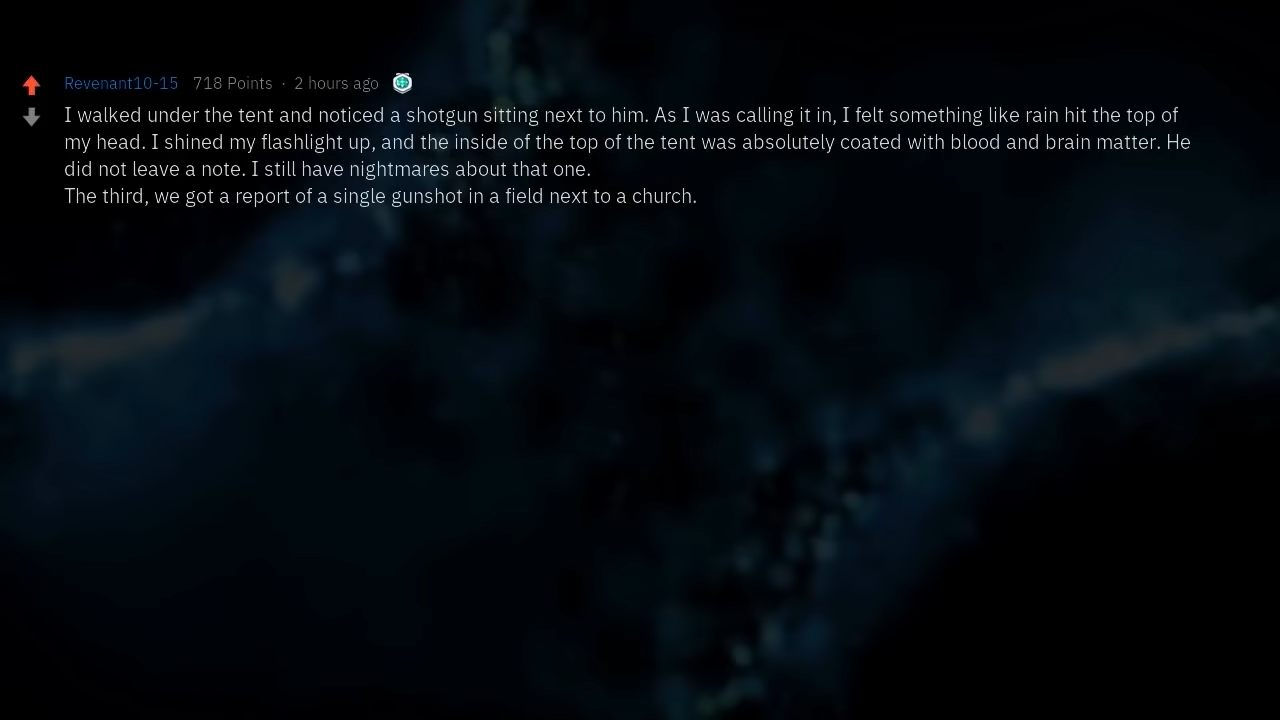 Revenant10-15 718 Points · 2 hours ago
I walked under the tent and noticed a shotgun sitting next to him. As I was calling it in, I felt something like rain hit the top of
my head. I shined my flashlight up, and the inside of the top of the tent was absolutely coated with blood and brain matter. He
did not leave a note. I still have nightmares about that one.
The third, we got a report of a single gunshot in a field next to a church.